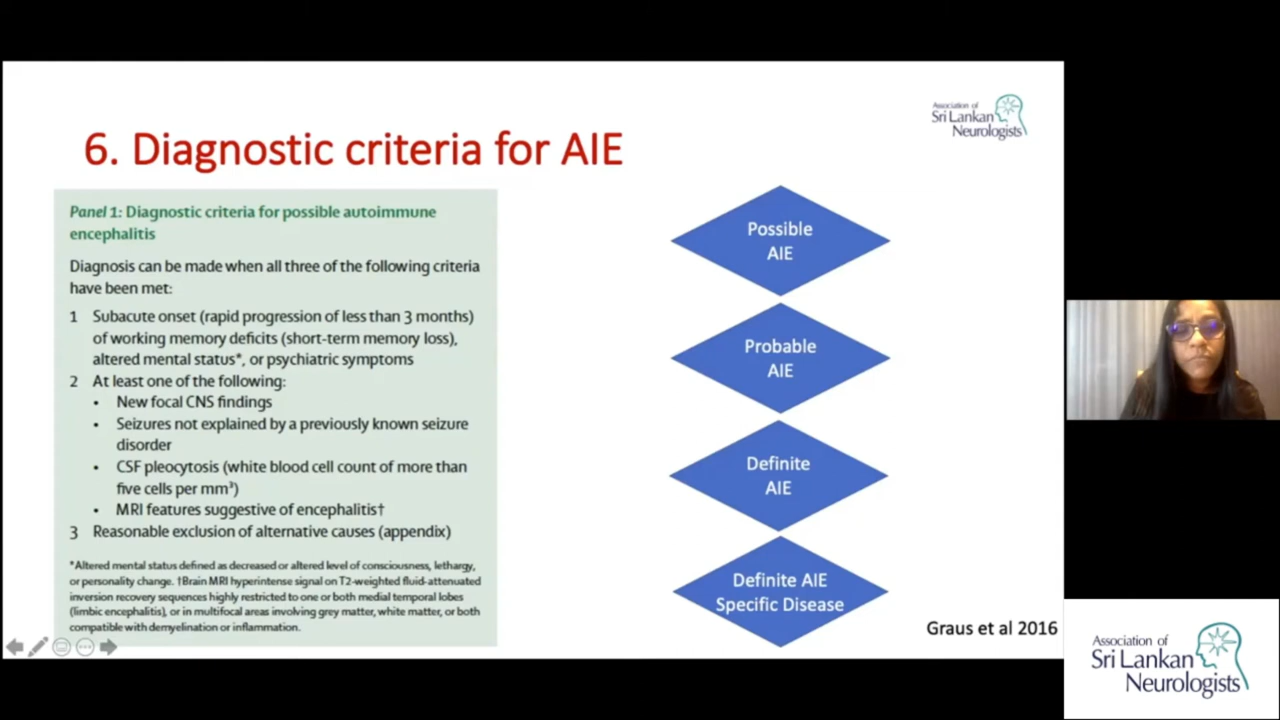 Association of
Sri Lankan
Neurologists
6. Diagnostic criteria for AIE
Panel 1: Diagnostic criteria for possible autoimmune
encephalitis
Diagnosis can be made when all three of the following criteria
have been met:
1 Subacute onset (rapid progression of less than 3 months)
of working memory deficits (short-term memory loss),
altered mental status*, or psychiatric symptoms
2 At least one of the following:
• New focal CNS findings
• Seizures not explained by a previously known seizure
disorder
• CSF pleocytosis (white blood cell count of more than
five cells per mm³)
• MRI features suggestive of encephalitis†
3 Reasonable exclusion of alternative causes (appendix)
*Altered mental status defined as decreased or altered level of consciousness, lethargy,
or personality change. †Brain MRI hyperintense signal on T2-weighted fluid-attenuated
inversion recovery sequences highly restricted to one or both medial temporal lobes
(limbic encephalitis), or in multifocal areas involving grey matter, white matter, or both
compatible with demyelination or inflammation.
Possible
AIE
Probable
AIE
Definite
AIE
Definite AIE
Specific Disease
Graus et al 2016
Association of
Sri Lankan
Neurologists